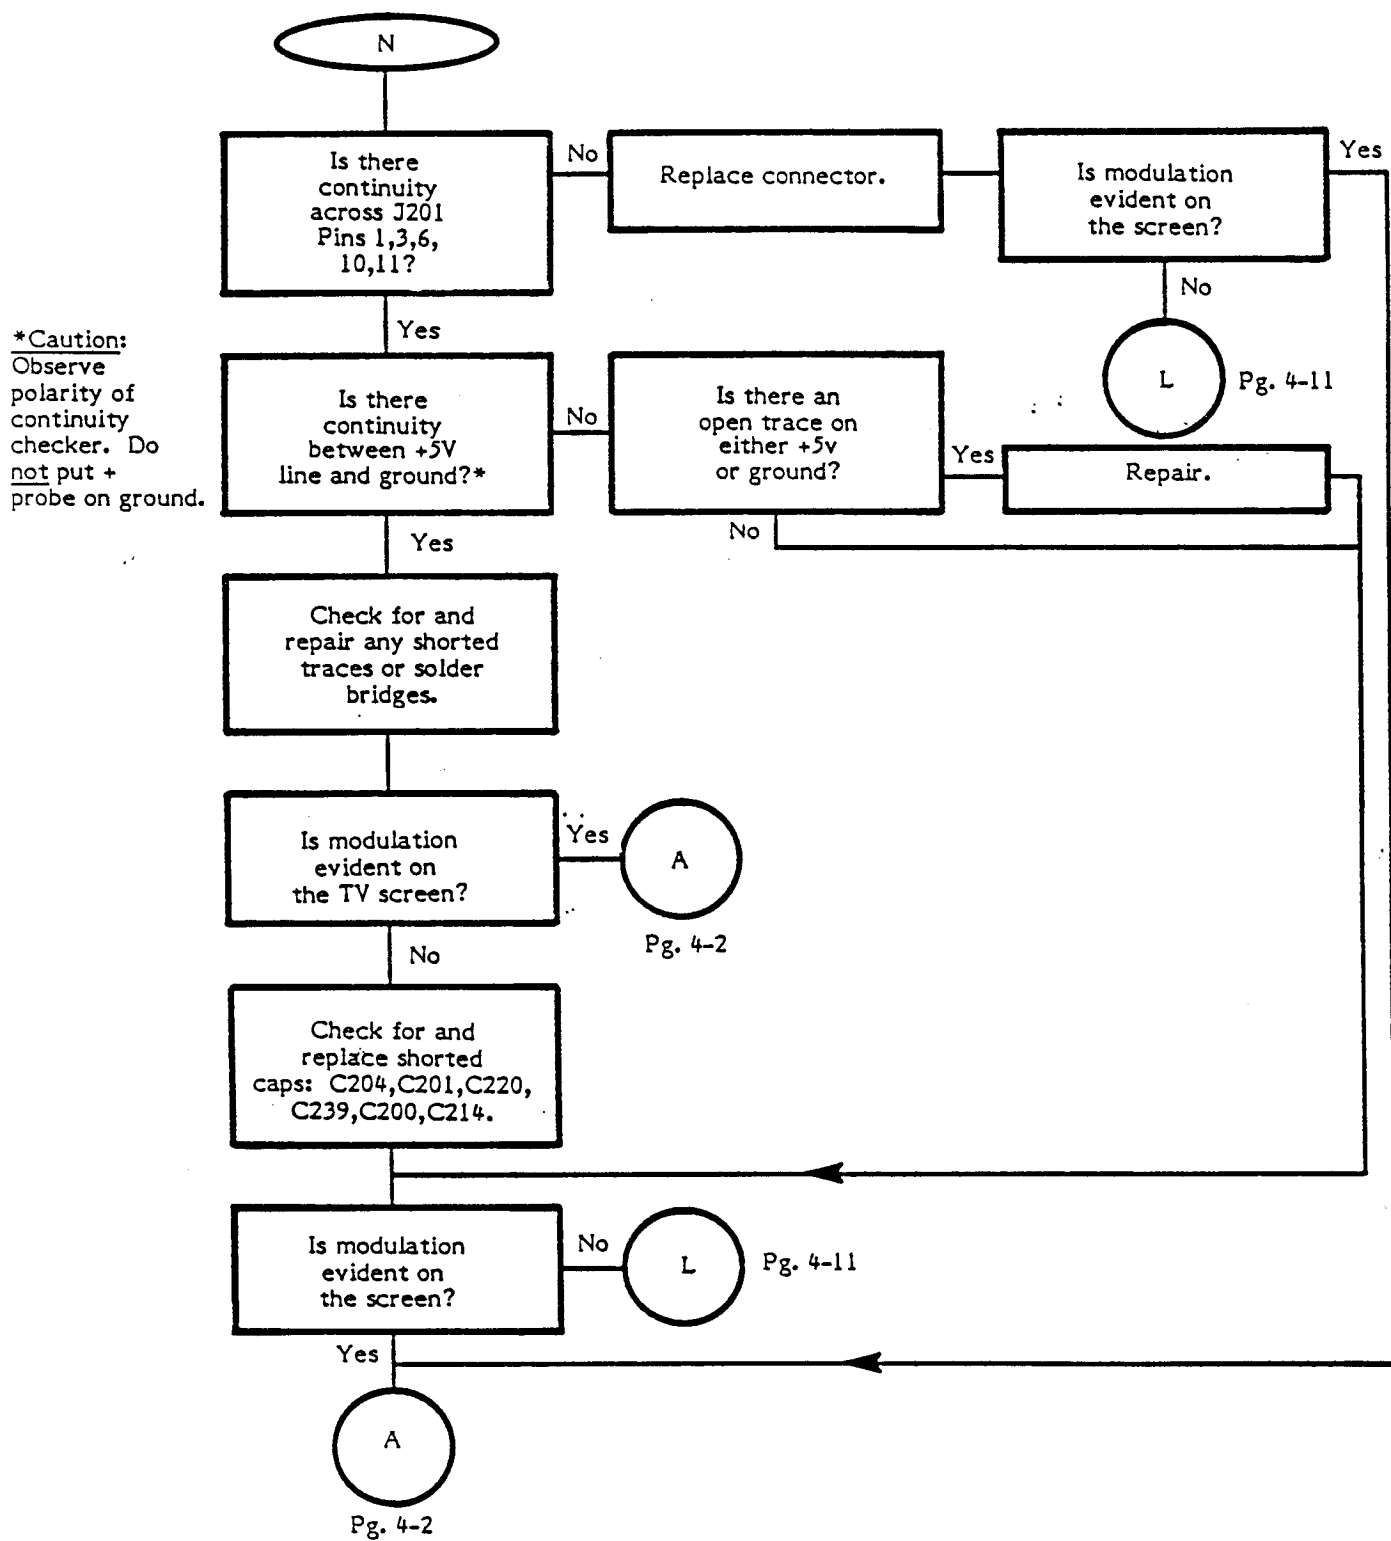 N
Is there
continuity
across J201
Pins 1,3,6,
10,11?
No
Replace connector.
Is modulation
evident on
the screen?
Yes
No
L
Pg. 4-11
Yes
*Caution:
Observe
polarity of
continuity
checker. Do
not put +
probe on ground.
Is there
continuity
between +5V
line and ground?*
No
Is there an
open trace on
either +5v
or ground?
Yes
Repair.
No
Yes
Check for and
repair any shorted
traces or solder
bridges.
Is modulation
evident on
the TV screen?
Yes
A
Pg. 4-2
No
Check for and
replace shorted
caps: C204,C201,C220,
C239,C200,C214.
Is modulation
evident on
the screen?
No
L
Pg. 4-11
Yes
A
Pg. 4-2